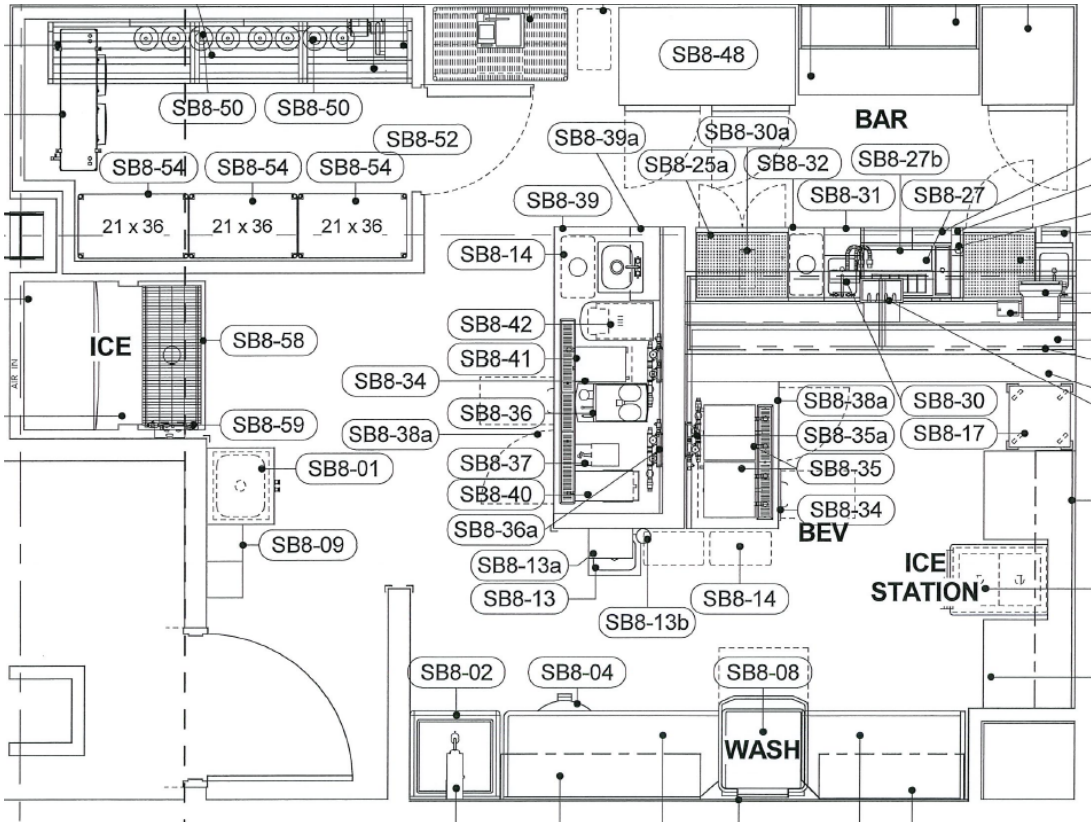 SB8-48
SB8-50
SB8-50
BAR
SB8-52
SB8-39a
SB8-30a
SB8-54
SB8-54
SB8-54
SB8-25a
SB8-32
SB8-27b
SB8-39
SB8-31
SB8-27
21 x 36
21 x 36
21 x 36
SB8-14
SB8-42
ICE
SB8-58
SB8-41
AIR IN
SB8-34
SB8-36
SB8-38a
SB8-30
SB8-59
SB8-38a
SB8-35a
SB8-17
SB8-01
SB8-37
SB8-35
SB8-40
SB8-34
SB8-36a
BEV
SB8-09
SB8-13a
ICE
STATION
SB8-13
SB8-14
SB8-13b
SB8-02
SB8-04
SB8-08
WASH